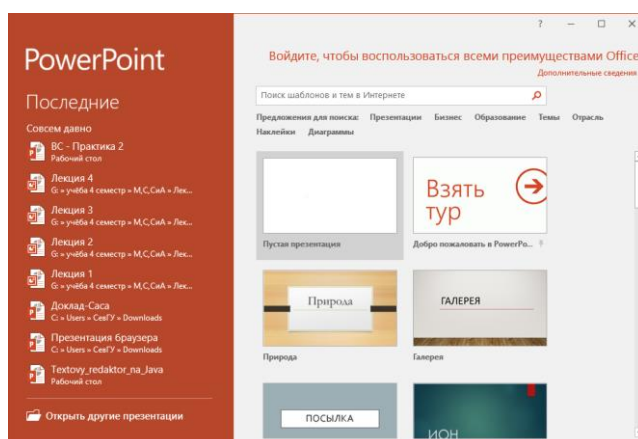 PowerPoint
Последние
Совсем давно
ВС - Практика 2
Рабочий стол
Лекция 4
G: » учёба 4 семестр » М,С,СиА » Лек...
Лекция 3
G: » учёба 4 семестр » М,С,СиА » Лек...
Лекция 2
G: » учёба 4 семестр » М,С,СиА » Лек...
Лекция 1
G: » учёба 4 семестр » М,С,СиА » Лек...
Доклад-Саса
C: » Users » СевГУ » Downloads
Презентация браузера
C: » Users » СевГУ » Downloads
Textovy_redaktor_na_Java
Рабочий стол
Открыть другие презентации
?
Войдите, чтобы воспользоваться всеми преимуществами Office
Дополнительные сведения
Поиск шаблонов и тем в Интернете
Предложения для поиска: Презентации Бизнес Образование Темы Отрасль
Наклейки Диаграммы
Взять
тур
Пустая презентация
Добро пожаловать в PowerPo...
Природа
ГАЛЕРЕЯ
Природа
Галерея
ПОСЫЛКА
ИОН